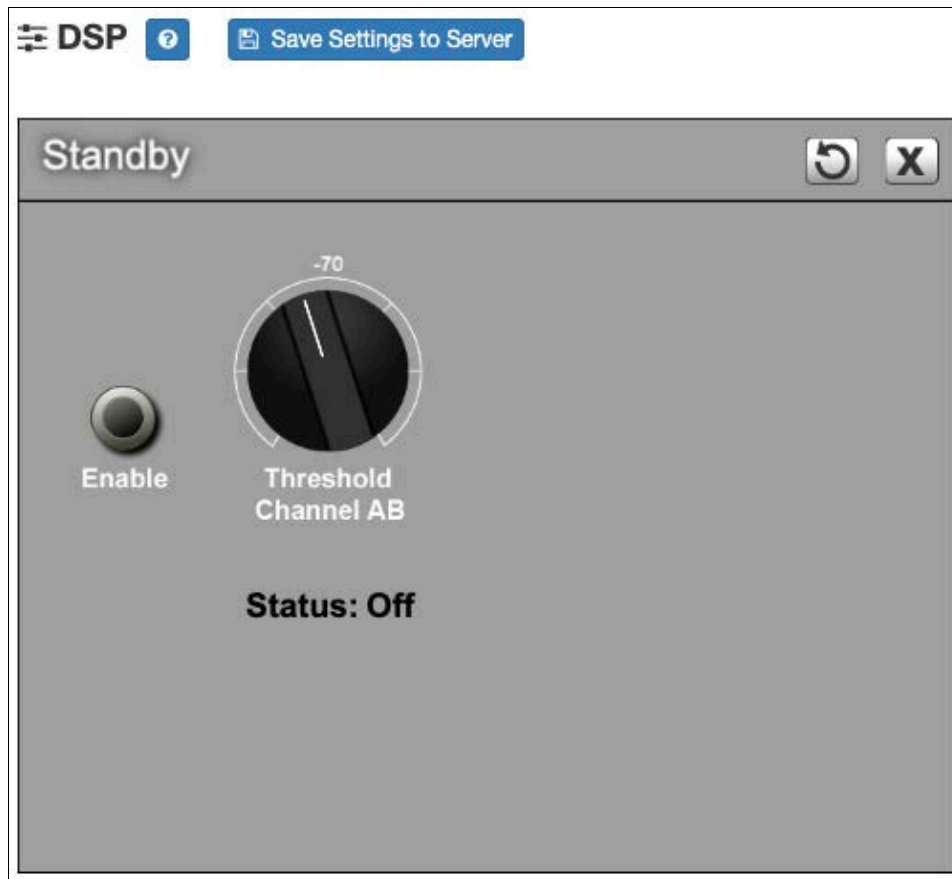 DSP
Save Settings to Server
Standby
X
-70
Enable
Threshold
Channel AB
Status: Off